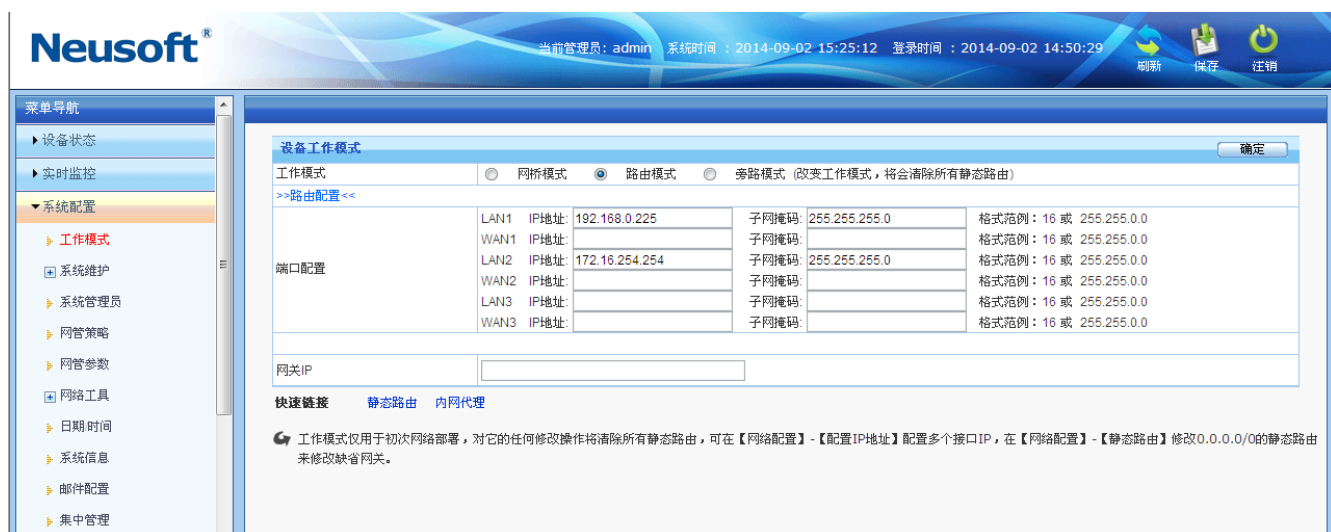 Neusoft®
当前管理员: admin 系统时间 : 2014-09-02 15:25:12 登录时间 : 2014-09-02 14:50:29
刷新 保存 注销
菜单导航
设备状态
实时监控
系统配置
工作模式
系统维护
系统管理员
网管策略
网管参数
网络工具
日期/时间
系统信息
邮件配置
集中管理
设备工作模式 确定
工作模式 网桥模式 路由模式 旁路模式 (改变工作模式，将会清除所有静态路由)
>>路由配置<<
端口配置
LAN1 IP地址: 192.168.0.225 子网掩码: 255.255.255.0 格式范例：16 或 255.255.0.0
WAN1 IP地址: 子网掩码: 格式范例：16 或 255.255.0.0
LAN2 IP地址: 172.16.254.254 子网掩码: 255.255.255.0 格式范例：16 或 255.255.0.0
WAN2 IP地址: 子网掩码: 格式范例：16 或 255.255.0.0
LAN3 IP地址: 子网掩码: 格式范例：16 或 255.255.0.0
WAN3 IP地址: 子网掩码: 格式范例：16 或 255.255.0.0
网关IP
快速链接 静态路由 内网代理
工作模式仅用于初次网络部署，对它的任何修改操作将清除所有静态路由，可在【网络配置】-【配置IP地址】配置多个接口IP，在【网络配置】-【静态路由】修改0.0.0.0/0的静态路由
来修改缺省网关。